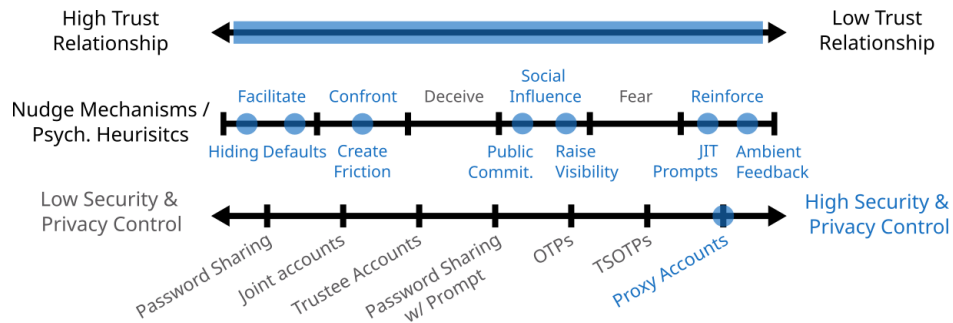 High Trust
Relationship
Low Trust
Relationship
Nudge Mechanisms /
Psych. Heurisitcs
Facilitate
Confront
Deceive
Social
Influence
Fear
Reinforce
Hiding
Defaults
Create
Friction
Public
Commit.
Raise
Visibility
JIT
Prompts
Ambient
Feedback
Low Security &
Privacy Control
High Security &
Privacy Control
Password Sharing
Joint accounts
Trustee Accounts
Password Sharing
w/ Prompt
OTPs
TSOTPs
Proxy Accounts